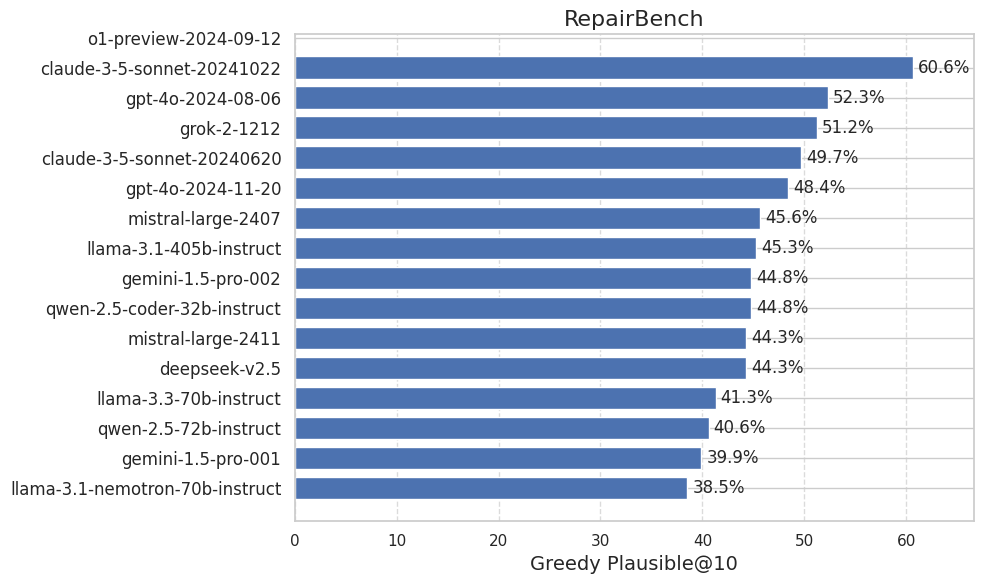 RepairBench
o1-preview-2024-09-12
claude-3-5-sonnet-20241022 60.6%
gpt-4o-2024-08-06 52.3%
grok-2-1212 51.2%
claude-3-5-sonnet-20240620 49.7%
gpt-4o-2024-11-20 48.4%
mistral-large-2407 45.6%
llama-3.1-405b-instruct 45.3%
gemini-1.5-pro-002 44.8%
qwen-2.5-coder-32b-instruct 44.8%
mistral-large-2411 44.3%
deepseek-v2.5 44.3%
llama-3.3-70b-instruct 41.3%
qwen-2.5-72b-instruct 40.6%
gemini-1.5-pro-001 39.9%
llama-3.1-nemotron-70b-instruct 38.5%
0 10 20 30 40 50 60
Greedy Plausible@10